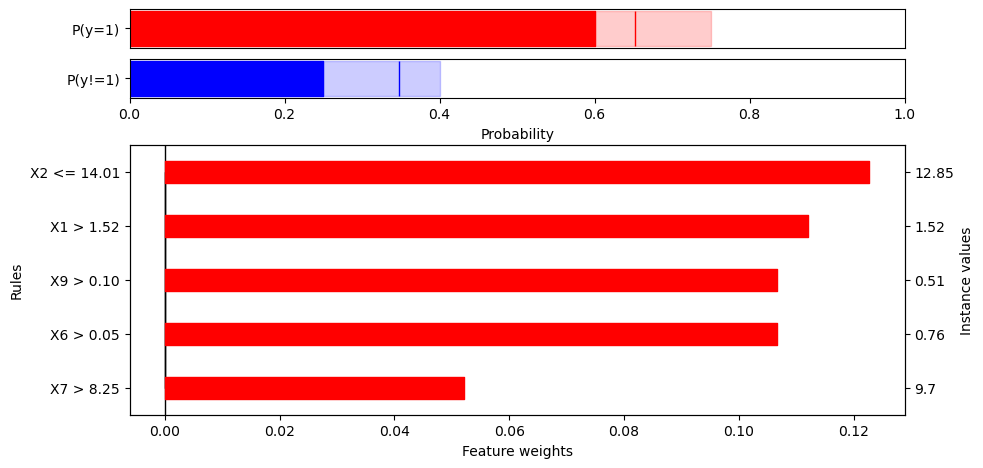 P(y=1)
P(y!=1)
0.0 0.2 0.4 0.6 0.8 1.0
Probability
X2 <= 14.01 12.85
X1 > 1.52 1.52
X9 > 0.10 0.51
X6 > 0.05 0.76
X7 > 8.25 9.7
Rules
Instance values
0.00 0.02 0.04 0.06 0.08 0.10 0.12
Feature weights